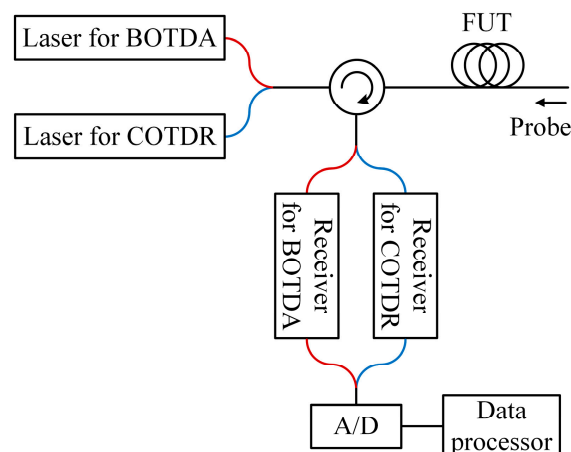 Laser for BOTDA
FUT
Laser for COTDR
Probe
Receiver
for BOTDA
Receiver
for COTDR
A/D
Data
processor